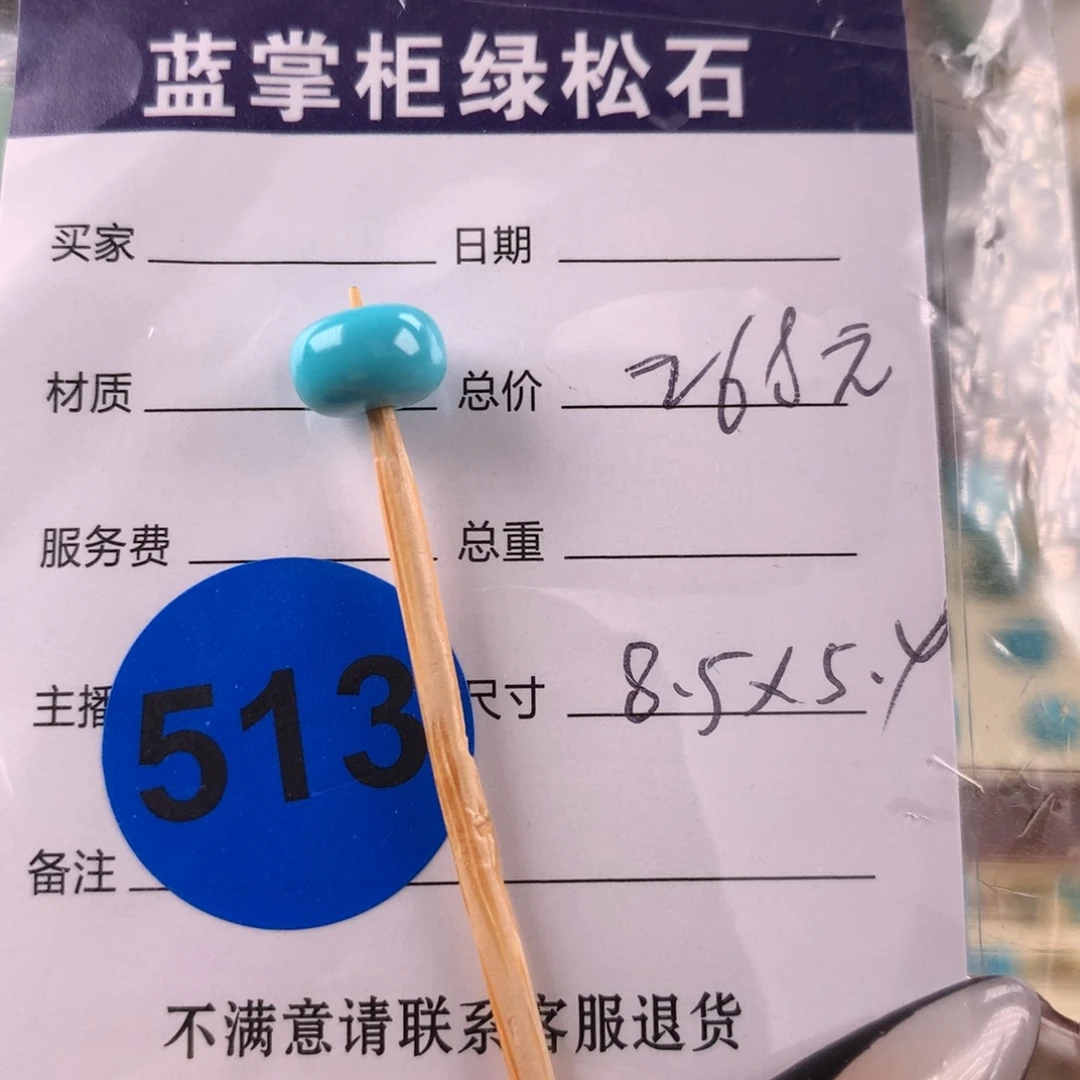 蓝掌柜绿松石
买家 日期
材质 总价 268元
服务费 总重
主播 尺寸 8.5x5.4
513
备注
不满意请联系客服退货